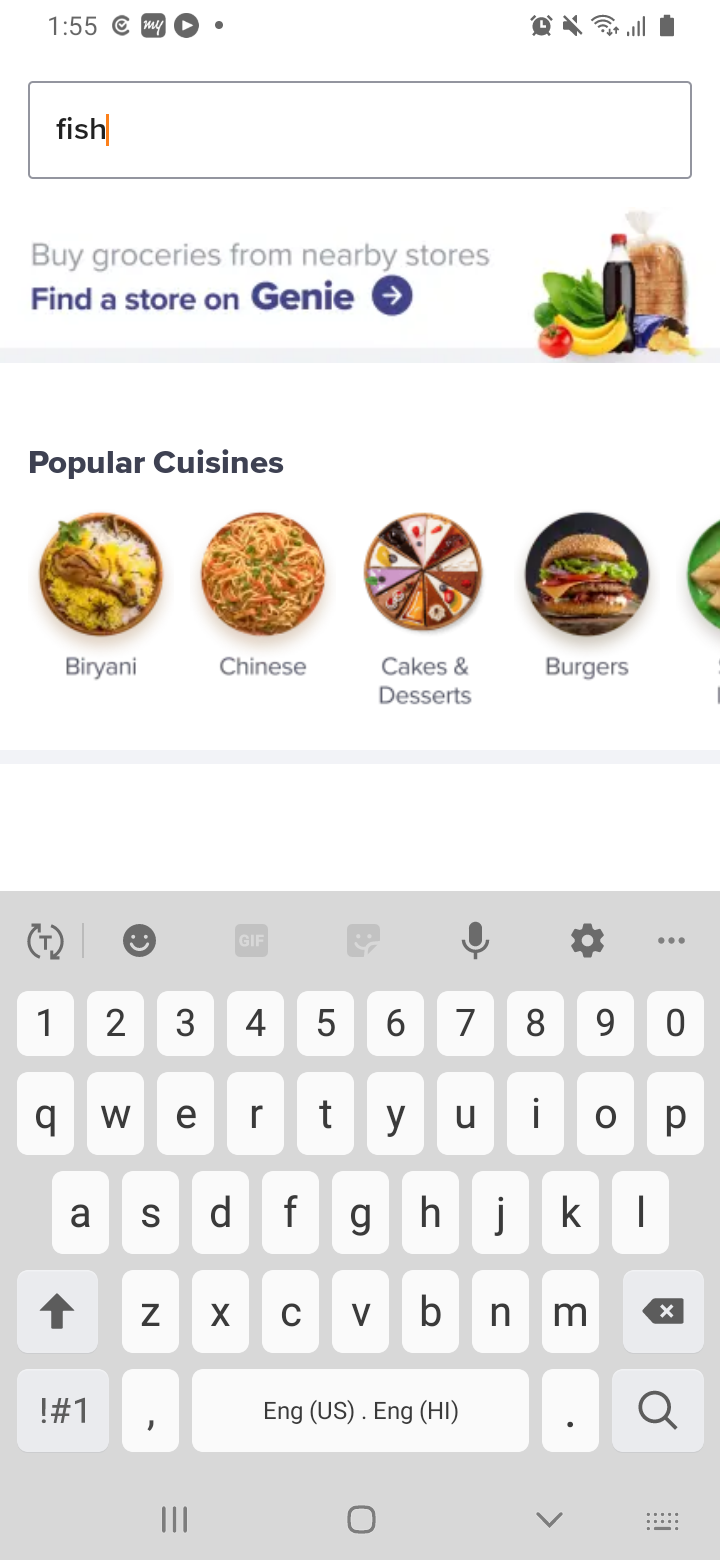 1:55 my
fish
Buy groceries from nearby stores
Find a store on Genie
Popular Cuisines
Biryani Chinese Cakes & Desserts Burgers
GIF
1 2 3 4 5 6 7 8 9 0
q w e r t y u i o p
a s d f g h j k l
z x c v b n m
!#1 , Eng (US) . Eng (HI) .